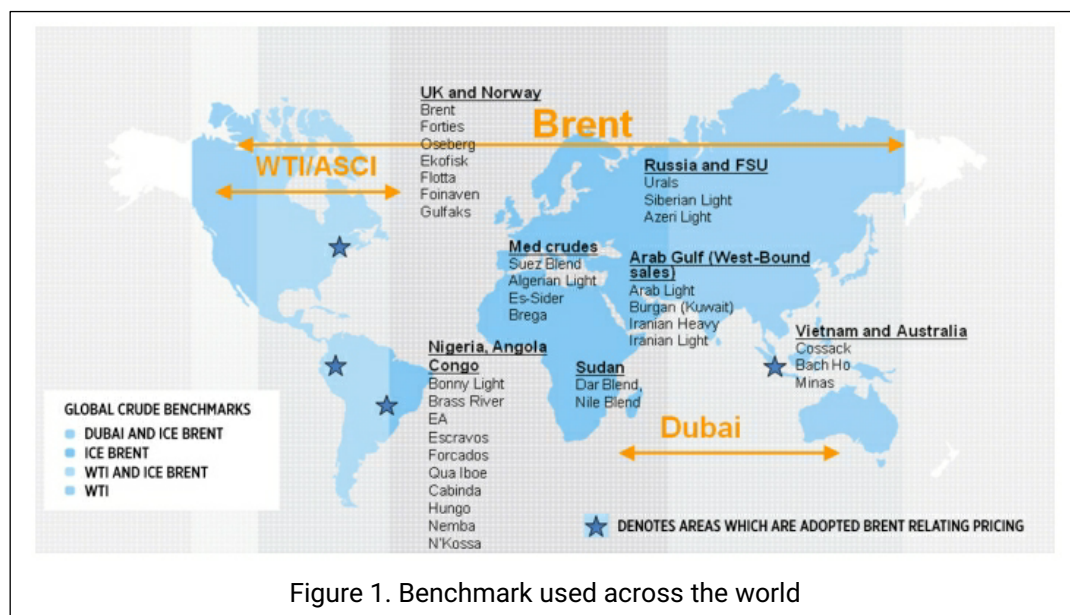 UK and Norway
Brent
Forties
Oseberg
Ekofisk
Flotta
Foinaven
Gulfaks
Brent
WTI/ASCI
Russia and FSU
Urals
Siberian Light
Azeri Light
Med crudes
Suez Blend
Algerian Light
Es-Sider
Brega
Arab Gulf (West-Bound
sales)
Arab Light
Burgan (Kuwait)
Iranian Heavy
Iranian Light
Vietnam and Australia
Cossack
Bach Ho
Minas
Nigeria, Angola
Congo
Bonny Light
Brass River
EA
Escravos
Forcados
Qua Iboe
Cabinda
Hungo
Nemba
N'Kossa
Sudan
Dar Blend,
Nile Blend
Dubai
GLOBAL CRUDE BENCHMARKS
DUBAI AND ICE BRENT
ICE BRENT
WTI AND ICE BRENT
WTI
DENOTES AREAS WHICH ARE ADOPTED BRENT RELATING PRICING
Figure 1. Benchmark used across the world